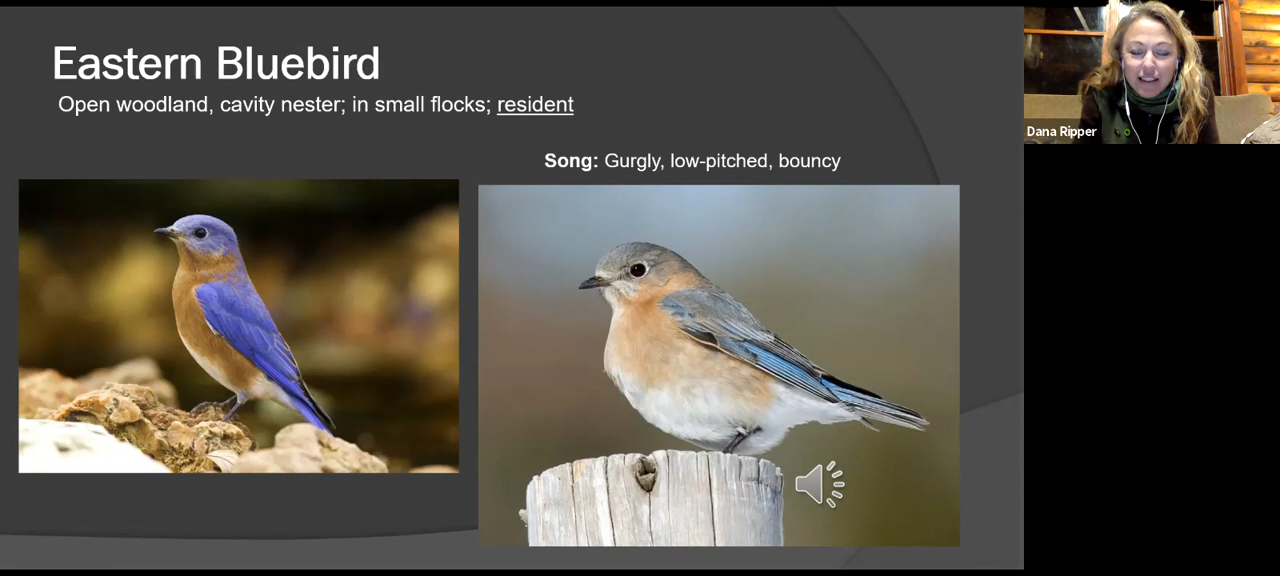 Eastern Bluebird
Open woodland, cavity nester; in small flocks; resident
Song: Gurgly, low-pitched, bouncy
Dana Ripper